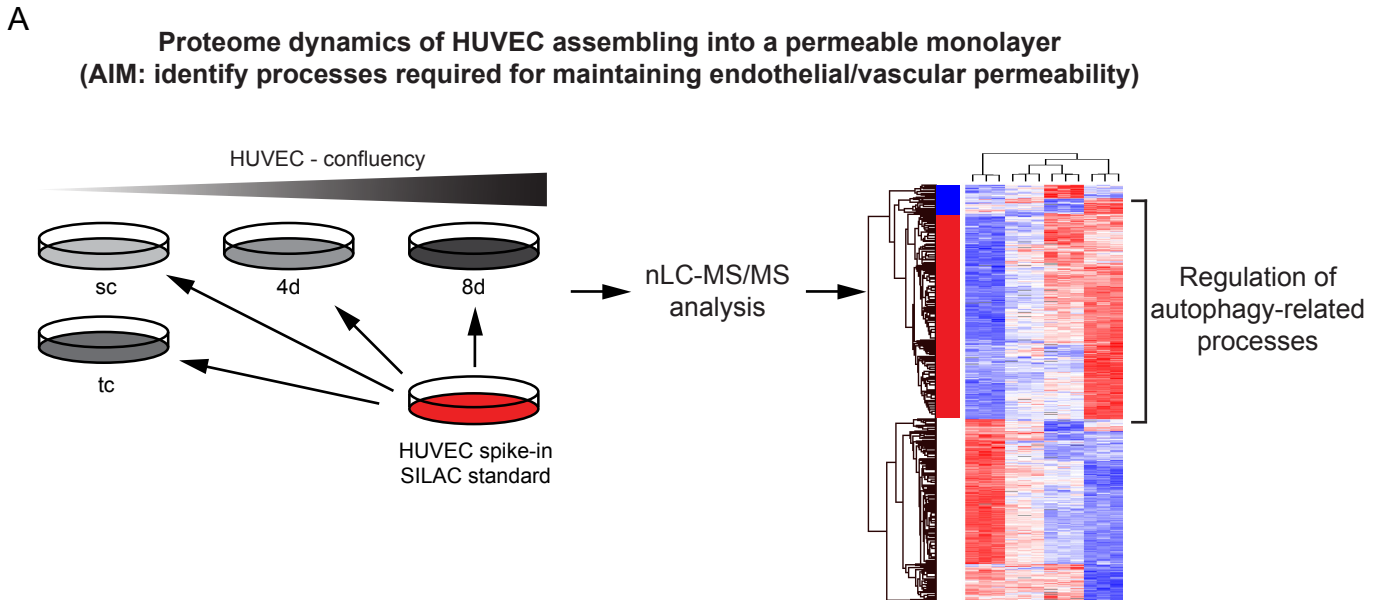 A
Proteome dynamics of HUVEC assembling into a permeable monolayer
(AIM: identify processes required for maintaining endothelial/vascular permeability)
HUVEC - confluency
sc
4d
8d
tc
HUVEC spike-in
SILAC standard
nLC-MS/MS
analysis
Regulation of
autophagy-related
processes